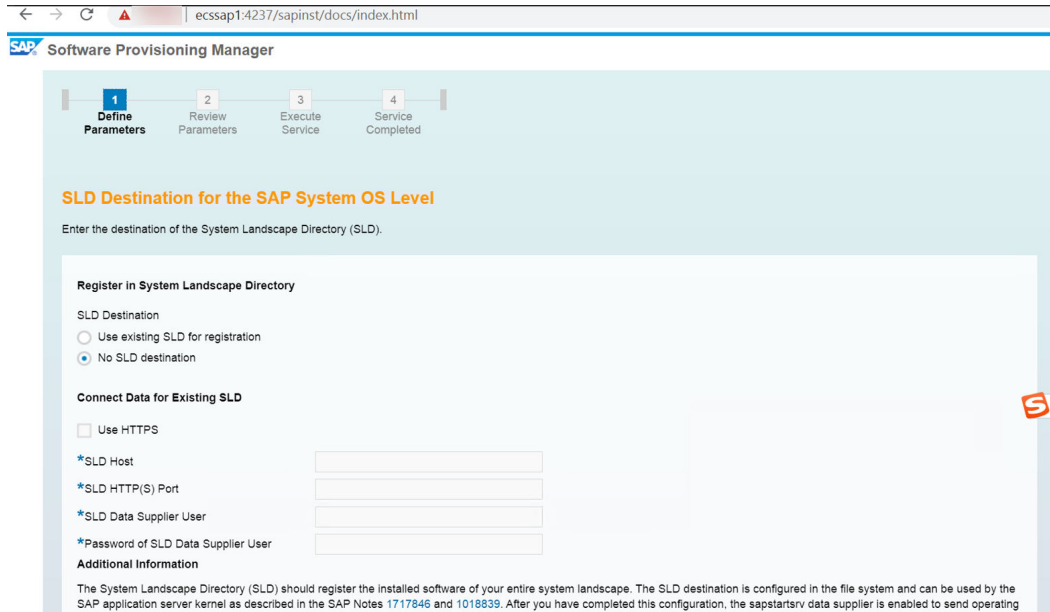 ecssap1:4237/sapinst/docs/index.html
SAP Software Provisioning Manager
1 2 3 4
Define Parameters Review Parameters Execute Service Service Completed
SLD Destination for the SAP System OS Level
Enter the destination of the System Landscape Directory (SLD).
Register in System Landscape Directory
SLD Destination
Use existing SLD for registration
No SLD destination
Connect Data for Existing SLD
Use HTTPS
*SLD Host
*SLD HTTP(S) Port
*SLD Data Supplier User
*Password of SLD Data Supplier User
Additional Information
The System Landscape Directory (SLD) should register the installed software of your entire system landscape. The SLD destination is configured in the file system and can be used by the
SAP application server kernel as described in the SAP Notes 1717846 and 1018839. After you have completed this configuration, the sapstartsrv data supplier is enabled to send operating